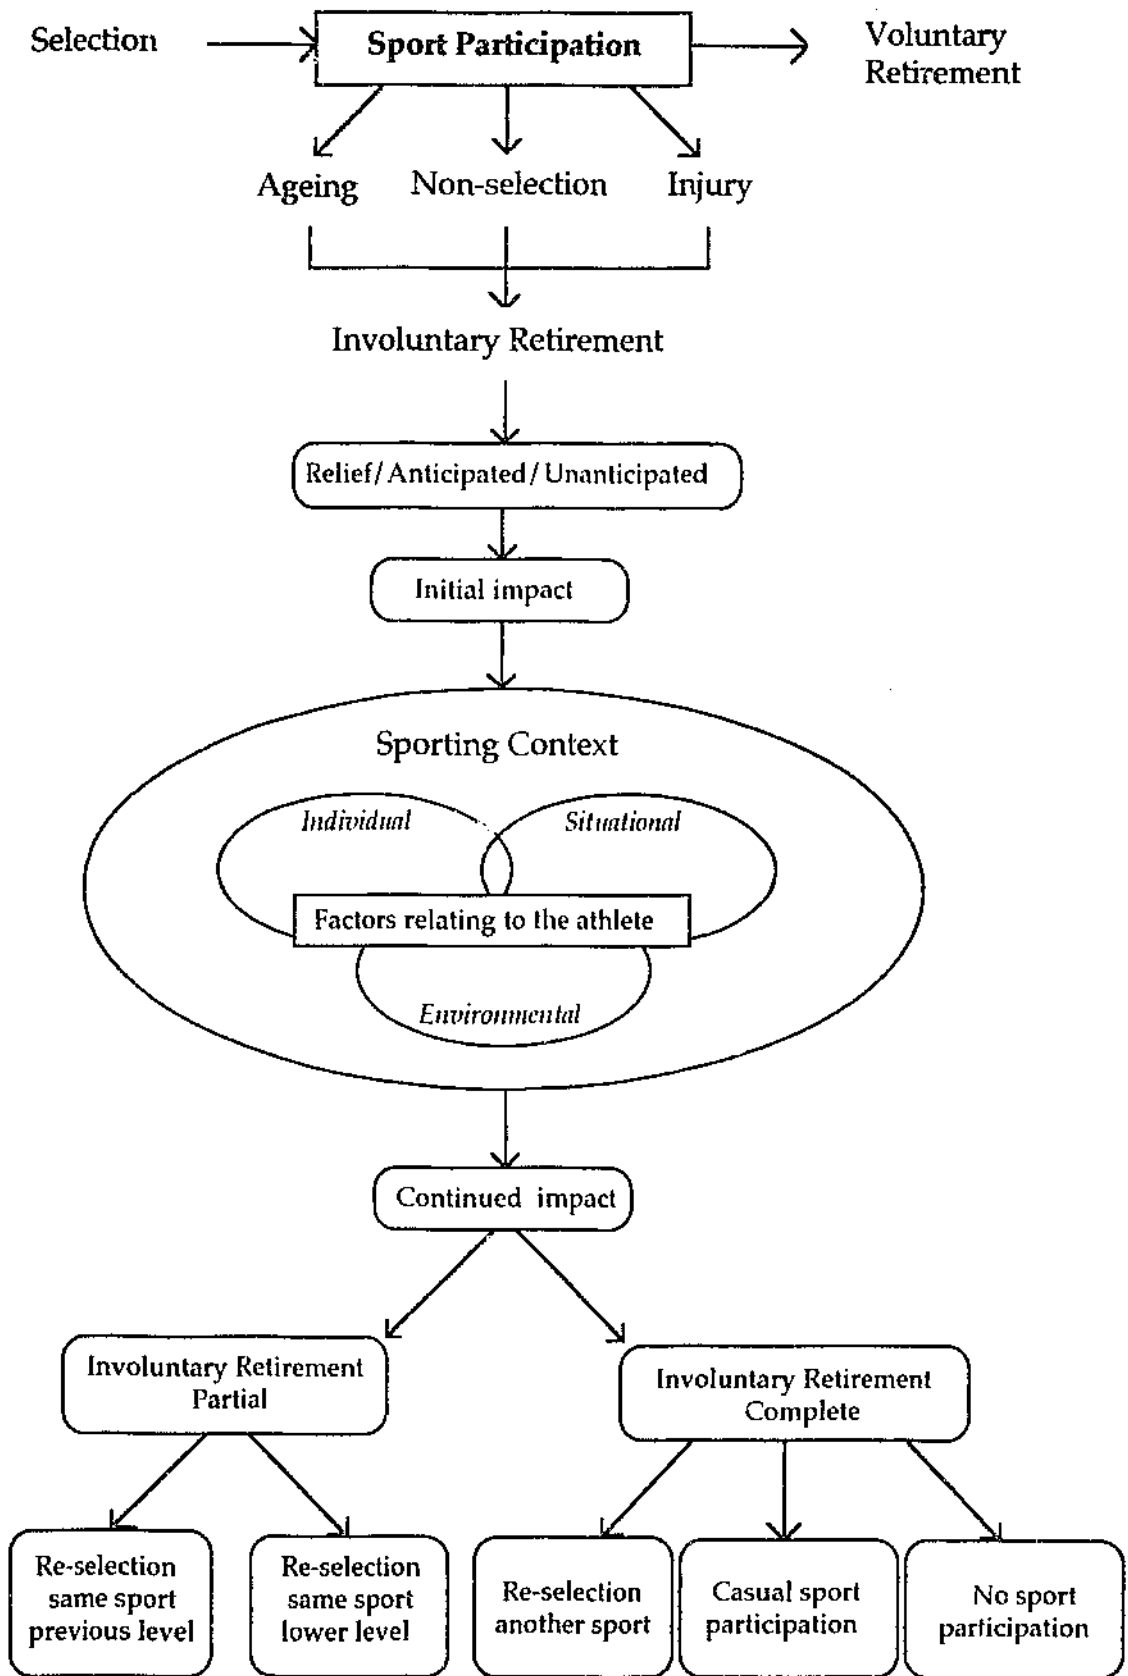 Selection
Sport Participation
Voluntary
Retirement
Ageing
Non-selection
Injury
Involuntary Retirement
Relief/Anticipated/Unanticipated
Initial impact
Sporting Context
Individual
Situational
Factors relating to the athlete
Environmental
Continued impact
Involuntary Retirement
Partial
Involuntary Retirement
Complete
Re-selection
same sport
previous level
Re-selection
same sport
lower level
Re-selection
another sport
Casual sport
participation
No sport
participation